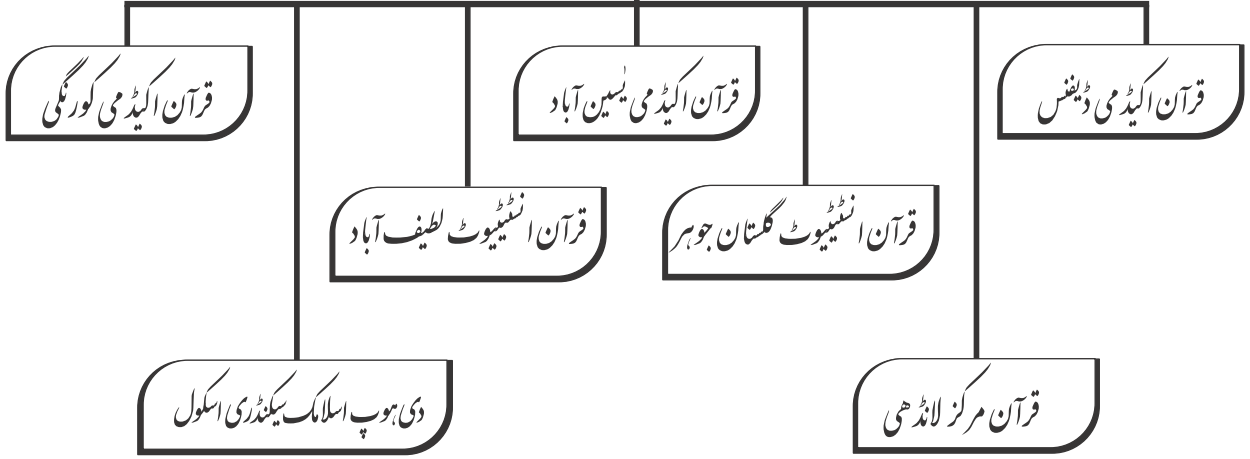 قرآن اکیڈمی ڈیفنس
قرآن اکیڈمی یٰسین آباد
قرآن اکیڈمی کورنگی
قرآن انسٹیٹیوٹ گلستان جوہر
قرآن انسٹیٹیوٹ لطیف آباد
قرآن مرکز لانڈھی
دی ہوپ اسلامک سیکنڈری اسکول